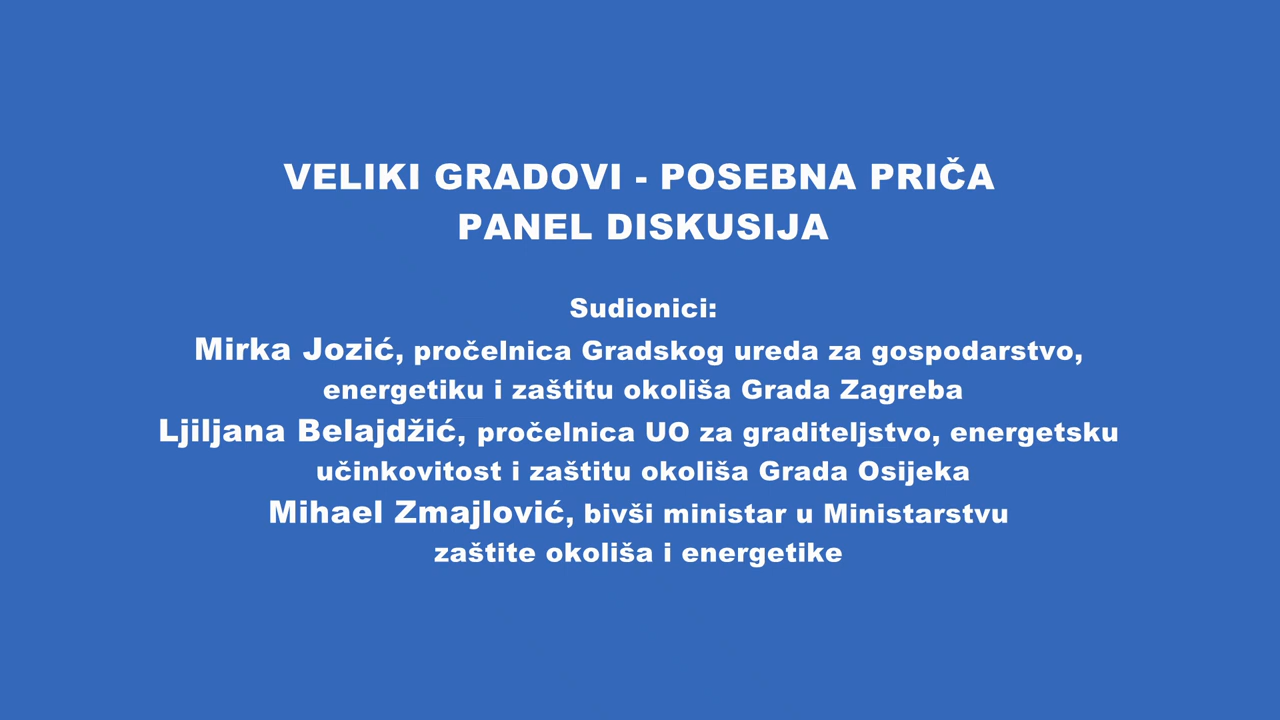 VELIKI GRADOVI - POSEBNA PRIČA
PANEL DISKUSIJA
Sudionici:
Mirka Jozić, pročelnica Gradskog ureda za gospodarstvo,
energetiku i zaštitu okoliša Grada Zagreba
Ljiljana Belajdžić, pročelnica UO za graditeljstvo, energetsku
učinkovitost i zaštitu okoliša Grada Osijeka
Mihael Zmajlović, bivši ministar u Ministarstvu
zaštite okoliša i energetike